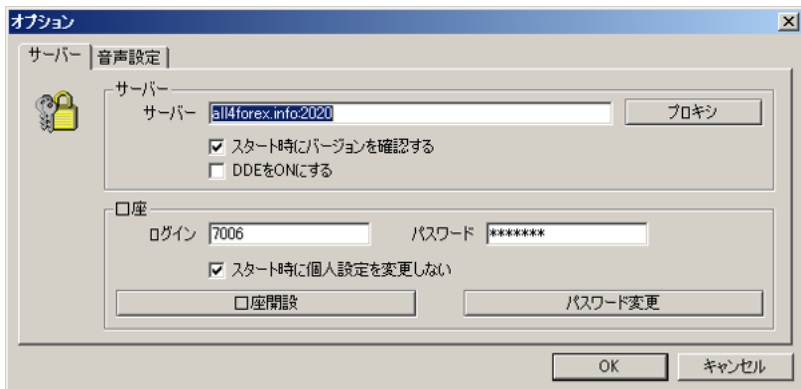 オプション
サーバー 音声設定
サーバー
サーバー all4forex.info:2020 プロキシ
スタート時にバージョンを確認する
DDEをONにする
口座
ログイン 7006 パスワード *******
スタート時に個人設定を変更しない
口座開設 パスワード変更
OK キャンセル